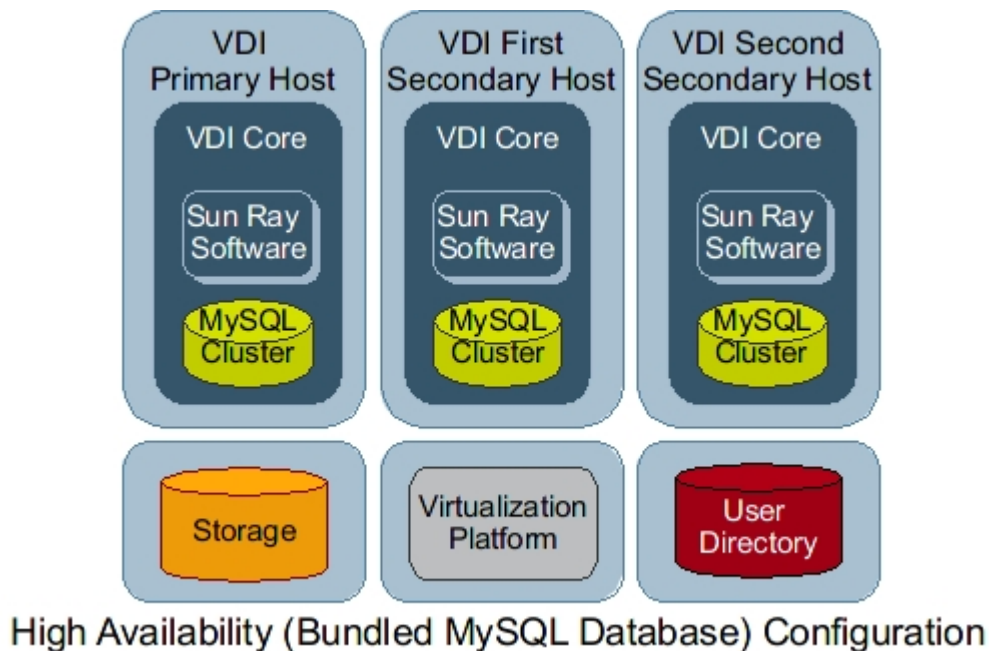 VDI
Primary Host
VDI Core
Sun Ray
Software
MySQL
Cluster
VDI First
Secondary Host
VDI Core
Sun Ray
Software
MySQL
Cluster
VDI Second
Secondary Host
VDI Core
Sun Ray
Software
MySQL
Cluster
Storage
Virtualization
Platform
User
Directory
High Availability (Bundled MySQL Database) Configuration